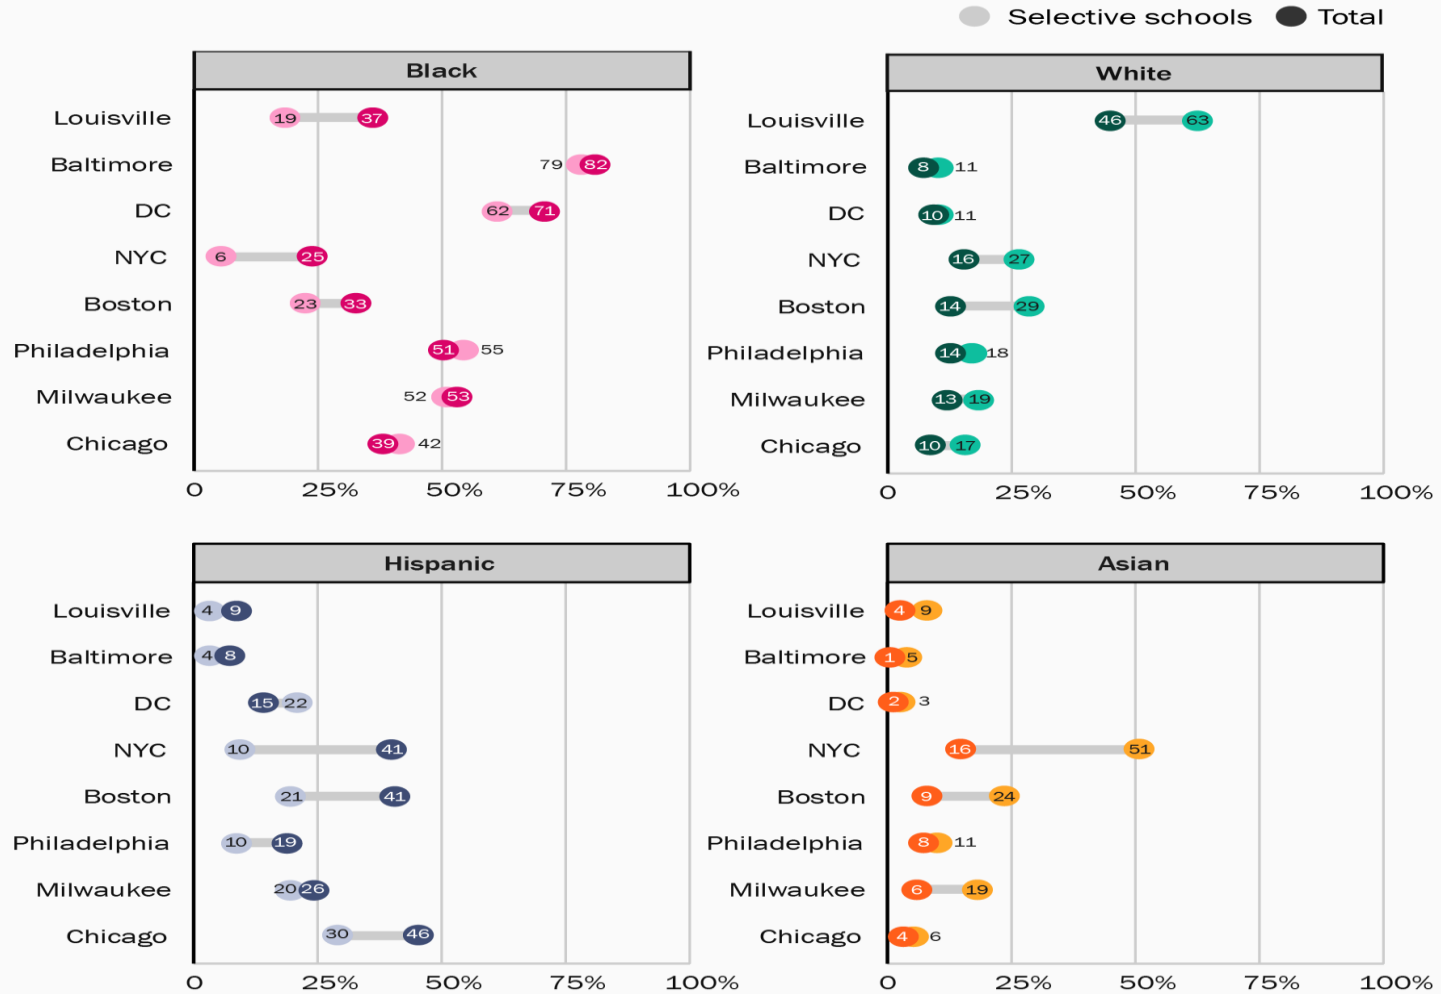 Selective schools Total
Black
Louisville 19 37
Baltimore 79 82
DC 62 71
NYC 6 25
Boston 23 33
Philadelphia 51 55
Milwaukee 52 53
Chicago 39 42
0 25% 50% 75% 100%
White
Louisville 46 63
Baltimore 8 11
DC 10 11
NYC 16 27
Boston 14 29
Philadelphia 14 18
Milwaukee 13 19
Chicago 10 17
0 25% 50% 75% 100%
Hispanic
Louisville 4 9
Baltimore 4 8
DC 15 22
NYC 10 41
Boston 21 41
Philadelphia 10 19
Milwaukee 20 26
Chicago 30 46
0 25% 50% 75% 100%
Asian
Louisville 4 9
Baltimore 1 5
DC 2 3
NYC 16 51
Boston 9 24
Philadelphia 8 11
Milwaukee 6 19
Chicago 4 6
0 25% 50% 75% 100%